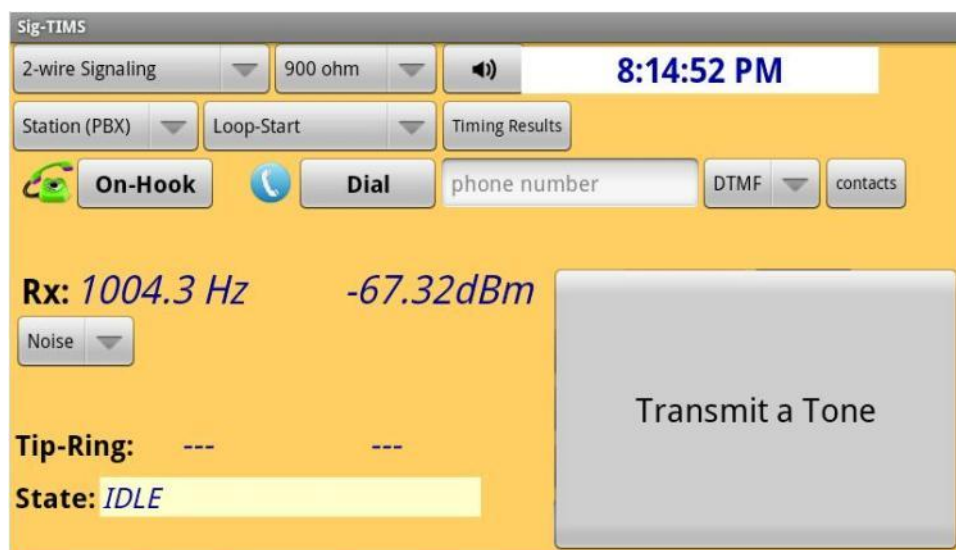 Sig-TIMS
2-wire Signaling 900 ohm 8:14:52 PM
Station (PBX) Loop-Start Timing Results
On-Hook Dial phone number DTMF contacts
Rx: 1004.3 Hz -67.32dBm
Noise
Transmit a Tone
Tip-Ring: --- ---
State: IDLE